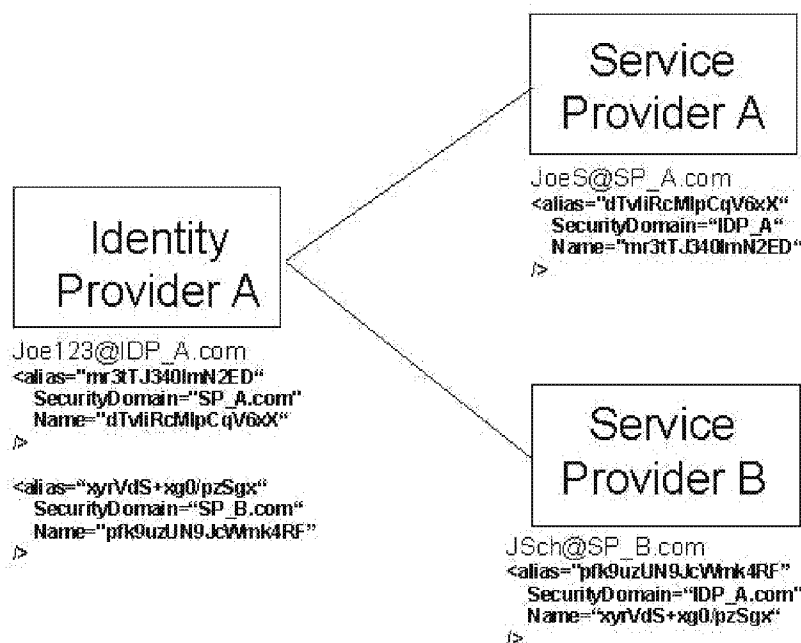 Service
Provider A
JoeS@SP_A.com
<alias="dTvIiRcMlpCqV6xX"
SecurityDomain="IDP_A"
Name="mr3tTJ340ImN2ED"
/>
Identity
Provider A
Joe123@IDP_A.com
<alias="mr3tTJ340ImN2ED"
SecurityDomain="SP_A.com"
Name="dTvIiRcMlpCqV6xX"
/>
<alias="xyrVdS+xg0/pzSgx"
SecurityDomain="SP_B.com"
Name="pfk9uzUN9JcWmk4RF"
/>
Service
Provider B
JSch@SP_B.com
<alias="pfk9uzUN9JcWmk4RF"
SecurityDomain="IDP_A.com"
Name="xyrVdS+xg0/pzSgx"
/>